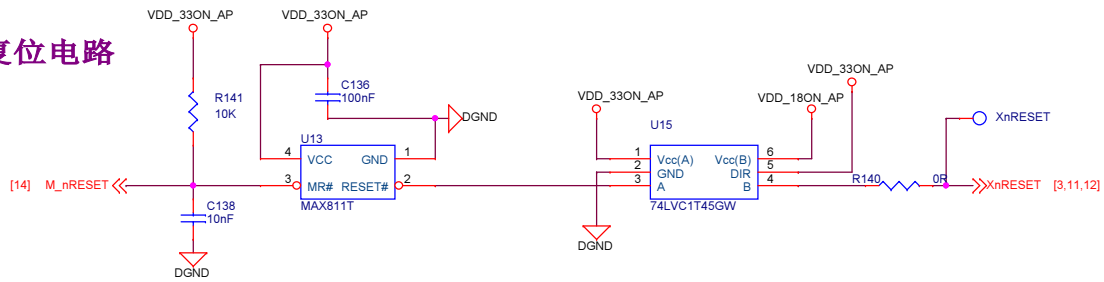 复位电路
VDD_33ON_AP
VDD_33ON_AP
R141
10K
C136
100nF
DGND
U13
4
VCC
GND
1
3
MR#
RESET#
2
MAX811T
[14]
M_nRESET
C138
10nF
DGND
VDD_33ON_AP
VDD_33ON_AP
VDD_18ON_AP
U15
1
Vcc(A)
Vcc(B)
6
2
GND
DIR
5
3
A
B
4
74LVC1T45GW
DGND
R140
0R
XnRESET
XnRESET
[3,11,12]